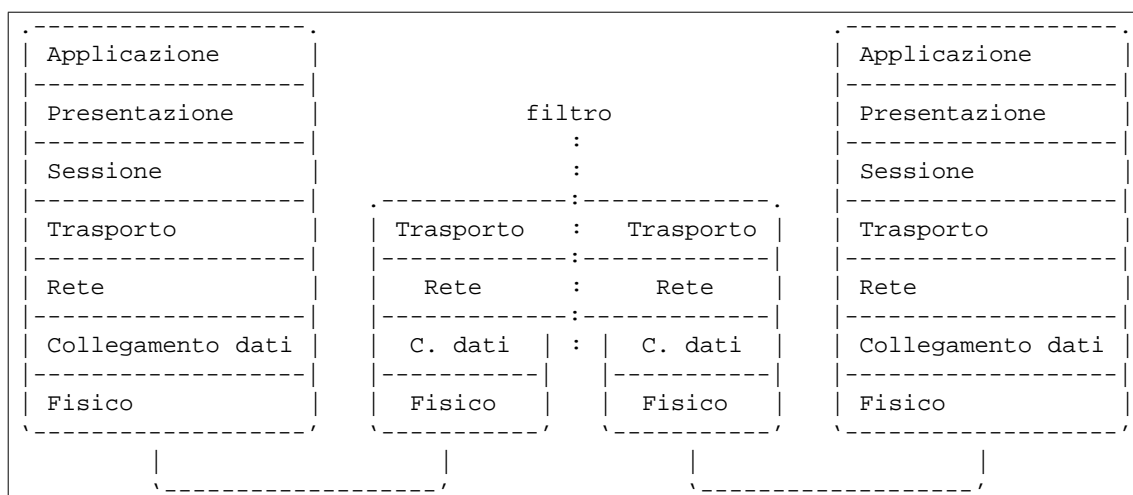 Applicazione Applicazione
Presentazione filtro Presentazione
Sessione Sessione
Trasporto Trasporto : Trasporto Trasporto
Rete Rete : Rete Rete
Collegamento dati C. dati : C. dati Collegamento dati
Fisico Fisico Fisico Fisico